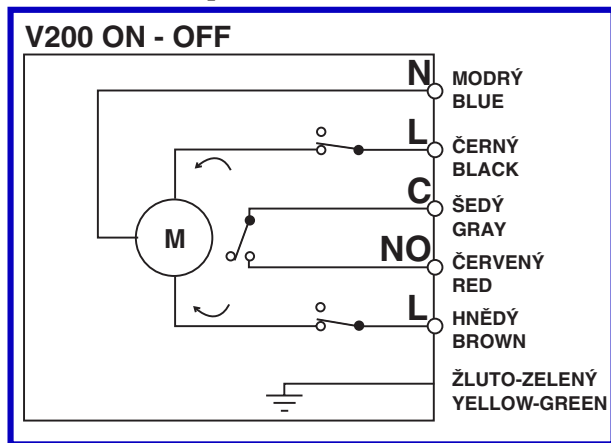 V200 ON - OFF
N
MODRÝ
BLUE
L
ČERNÝ
BLACK
C
ŠEDÝ
GRAY
M
NO
ČERVENÝ
RED
L
HNĚDÝ
BROWN
ŽLUTO-ZELENÝ
YELLOW-GREEN